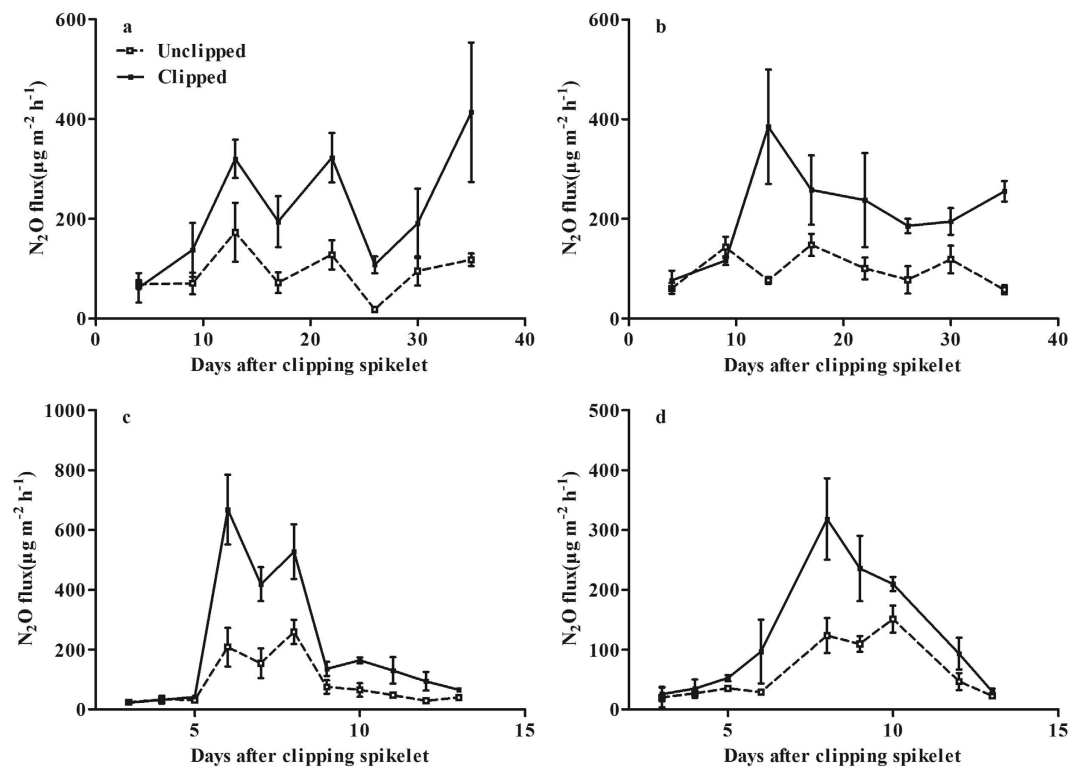 a
Unclipped
Clipped
600
400
200
0
N₂O flux(µg m⁻² h⁻¹)
0 10 20 30 40
Days after clipping spikelet
b
600
400
200
0
N₂O flux(µg m⁻² h⁻¹)
0 10 20 30 40
Days after clipping spikelet
c
1000
800
600
400
200
0
N₂O flux(µg m⁻² h⁻¹)
5 10 15
Days after clipping spikelet
d
500
400
300
200
100
0
N₂O flux(µg m⁻² h⁻¹)
5 10 15
Days after clipping spikelet